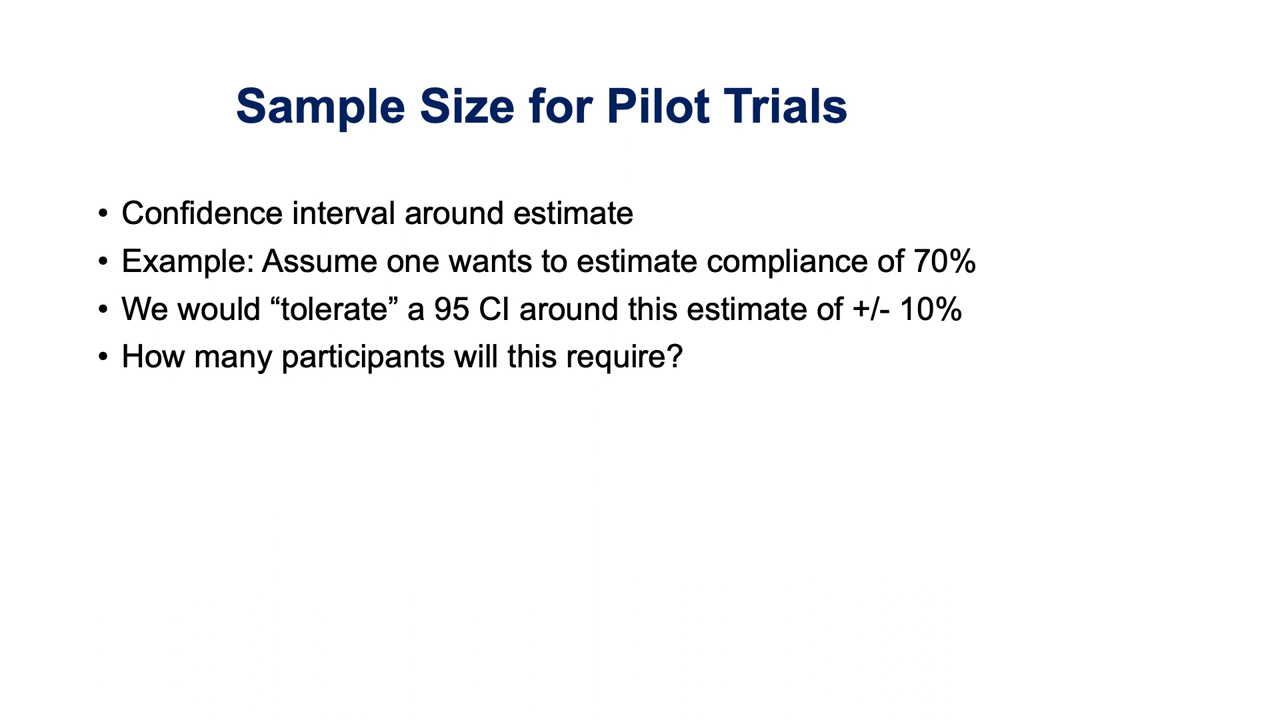 Sample Size for Pilot Trials
• Confidence interval around estimate
• Example: Assume one wants to estimate compliance of 70%
• We would “tolerate” a 95 CI around this estimate of +/- 10%
• How many participants will this require?